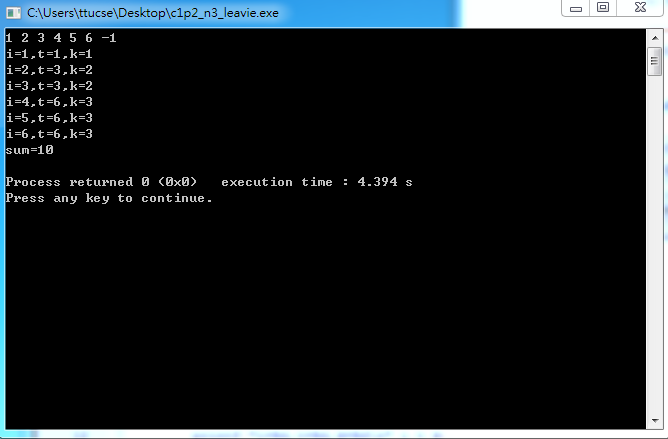 C:\Users\ttucse\Desktop\c1p2_n3_leavie.exe
1 2 3 4 5 6 -1
i=1,t=1,k=1
i=2,t=3,k=2
i=3,t=3,k=2
i=4,t=6,k=3
i=5,t=6,k=3
i=6,t=6,k=3
sum=10
Process returned 0 (0x0)   execution time : 4.394 s
Press any key to continue.